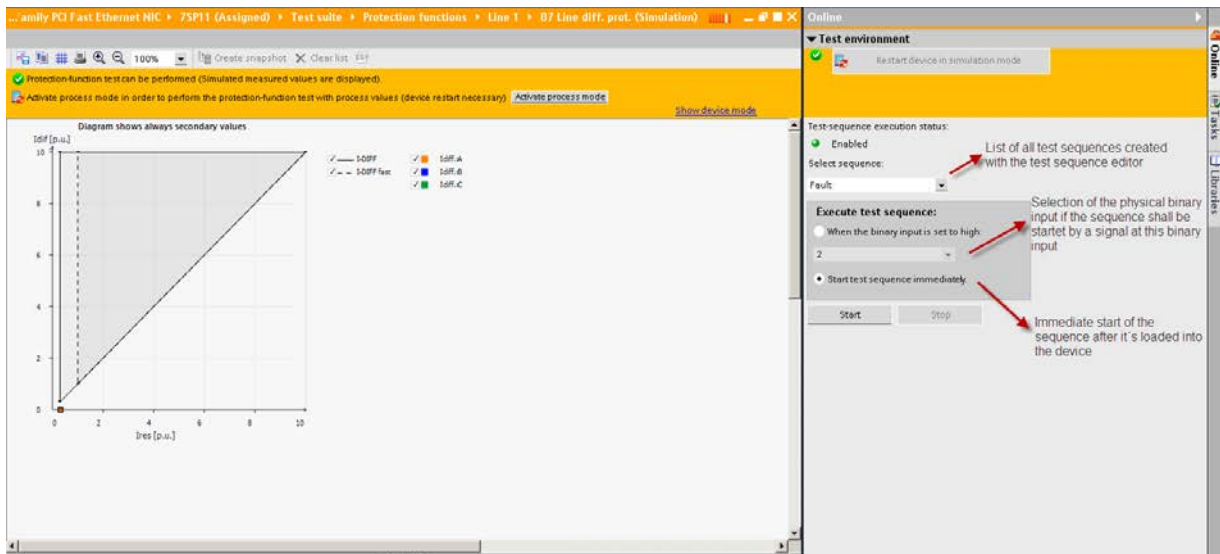 ...amily PCI Fast Ethernet NIC ▸ 7SP11 (Assigned) ▸ Test suite ▸ Protection functions ▸ Line 1 ▸ 87 Line diff. prot. (Simulation)
100%
Create snapshot
Clear list
Protection-function test can be performed (Simulated measured values are displayed).
Activate process mode in order to perform the protection-function test with process values (device restart necessary)
Activate process mode
Show device mode
Diagram shows always secondary values
Idif [p.u.]
10
8
6
4
2
0
0 2 4 6 8 10
Ires [p.u.]
I-DIFF
I-DIFF fast
Idiff.A
Idiff.B
Idiff.C
Online
Test environment
Restart device in simulation mode
Test-sequence execution status:
Enabled
Select sequence:
Fault
Execute test sequence:
When the binary input is set to high:
2
Start test sequence immediately.
Start
Stop
List of all test sequences created
with the test sequence editor
Selection of the physical binary
input if the sequence shall be
startet by a signal at this binary
input
Immediate start of the
sequence after it´s loaded into
the device
Online
Tasks
Libraries